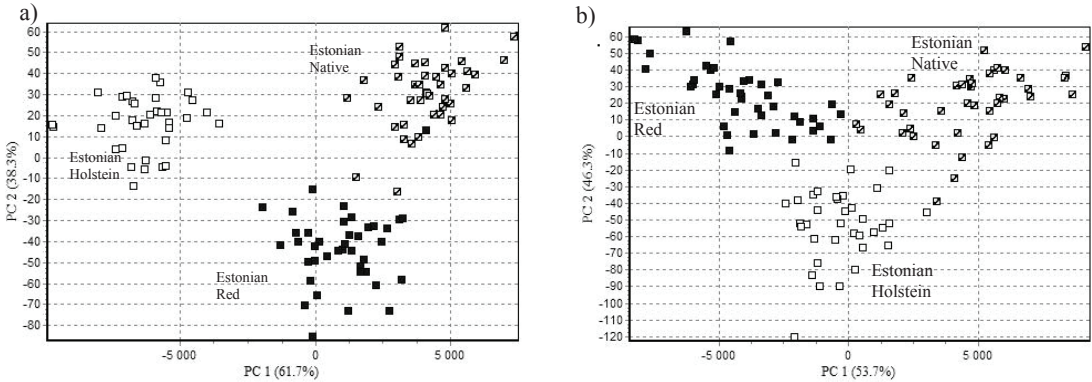 a)
60
50
40
30
20
10
0
-10
-20
-30
-40
-50
-60
-70
-80
PC 2 (38.3%)
Estonian
Native
Estonian
Holstein
Estonian
Red
-5 000
0
5 000
PC 1 (61.7%)
b)
60
50
40
30
20
10
0
-10
-20
-30
-40
-50
-60
-70
-80
-90
-100
-110
-120
PC 2 (46.3%)
Estonian
Native
Estonian
Red
Estonian
Holstein
-5 000
0
5 000
PC 1 (53.7%)